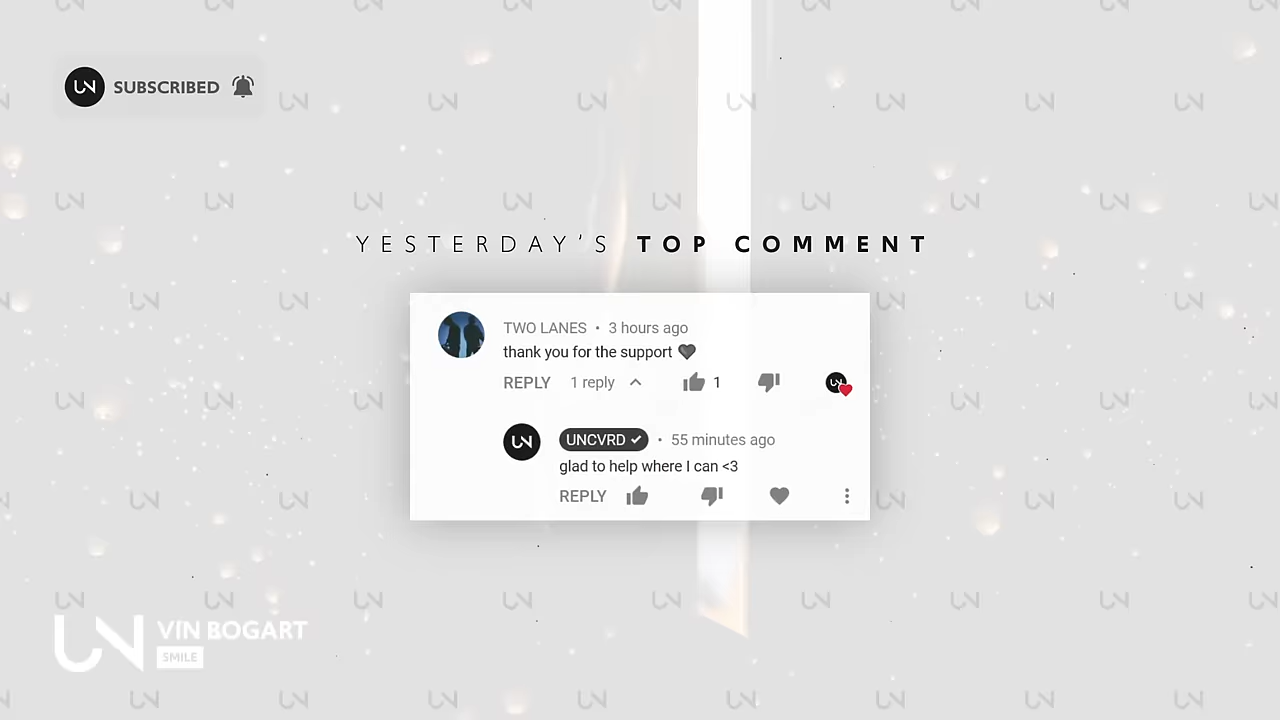 SUBSCRIBED
YESTERDAY’S TOP COMMENT
TWO LANES • 3 hours ago
thank you for the support 🖤
REPLY 1 reply 1
UNCVRD • 55 minutes ago
glad to help where I can <3
REPLY
VIN BOGART
SMILE